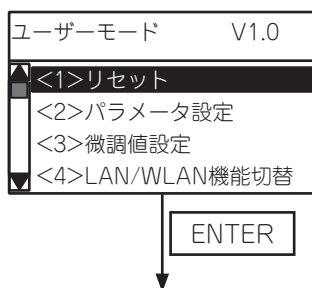 ユーザーモード V1.0
<1>リセット
<2>パラメータ設定
<3>微調値設定
<4>LAN/WLAN機能切替
ENTER